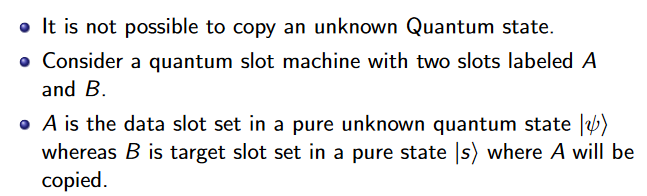 • It is not possible to copy an unknown Quantum state.
• Consider a quantum slot machine with two slots labeled A
and B.
• A is the data slot set in a pure unknown quantum state |ψ⟩
whereas B is target slot set in a pure state |s⟩ where A will be
copied.